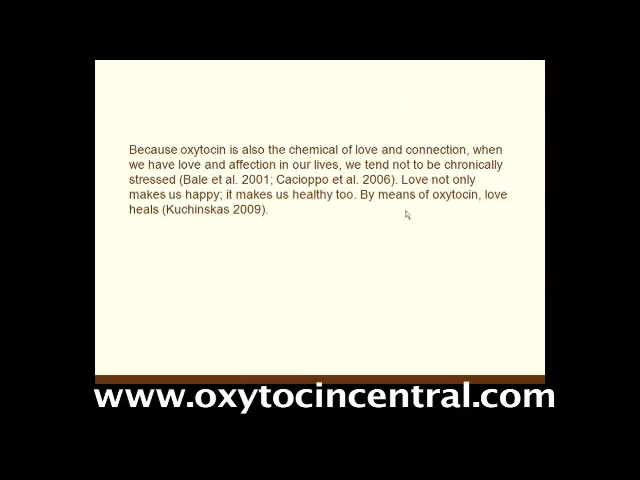 Because oxytocin is also the chemical of love and connection, when
we have love and affection in our lives, we tend not to be chronically
stressed (Bale et al. 2001; Cacioppo et al. 2006). Love not only
makes us happy; it makes us healthy too. By means of oxytocin, love
heals (Kuchinskas 2009).
www.oxytocincentral.com